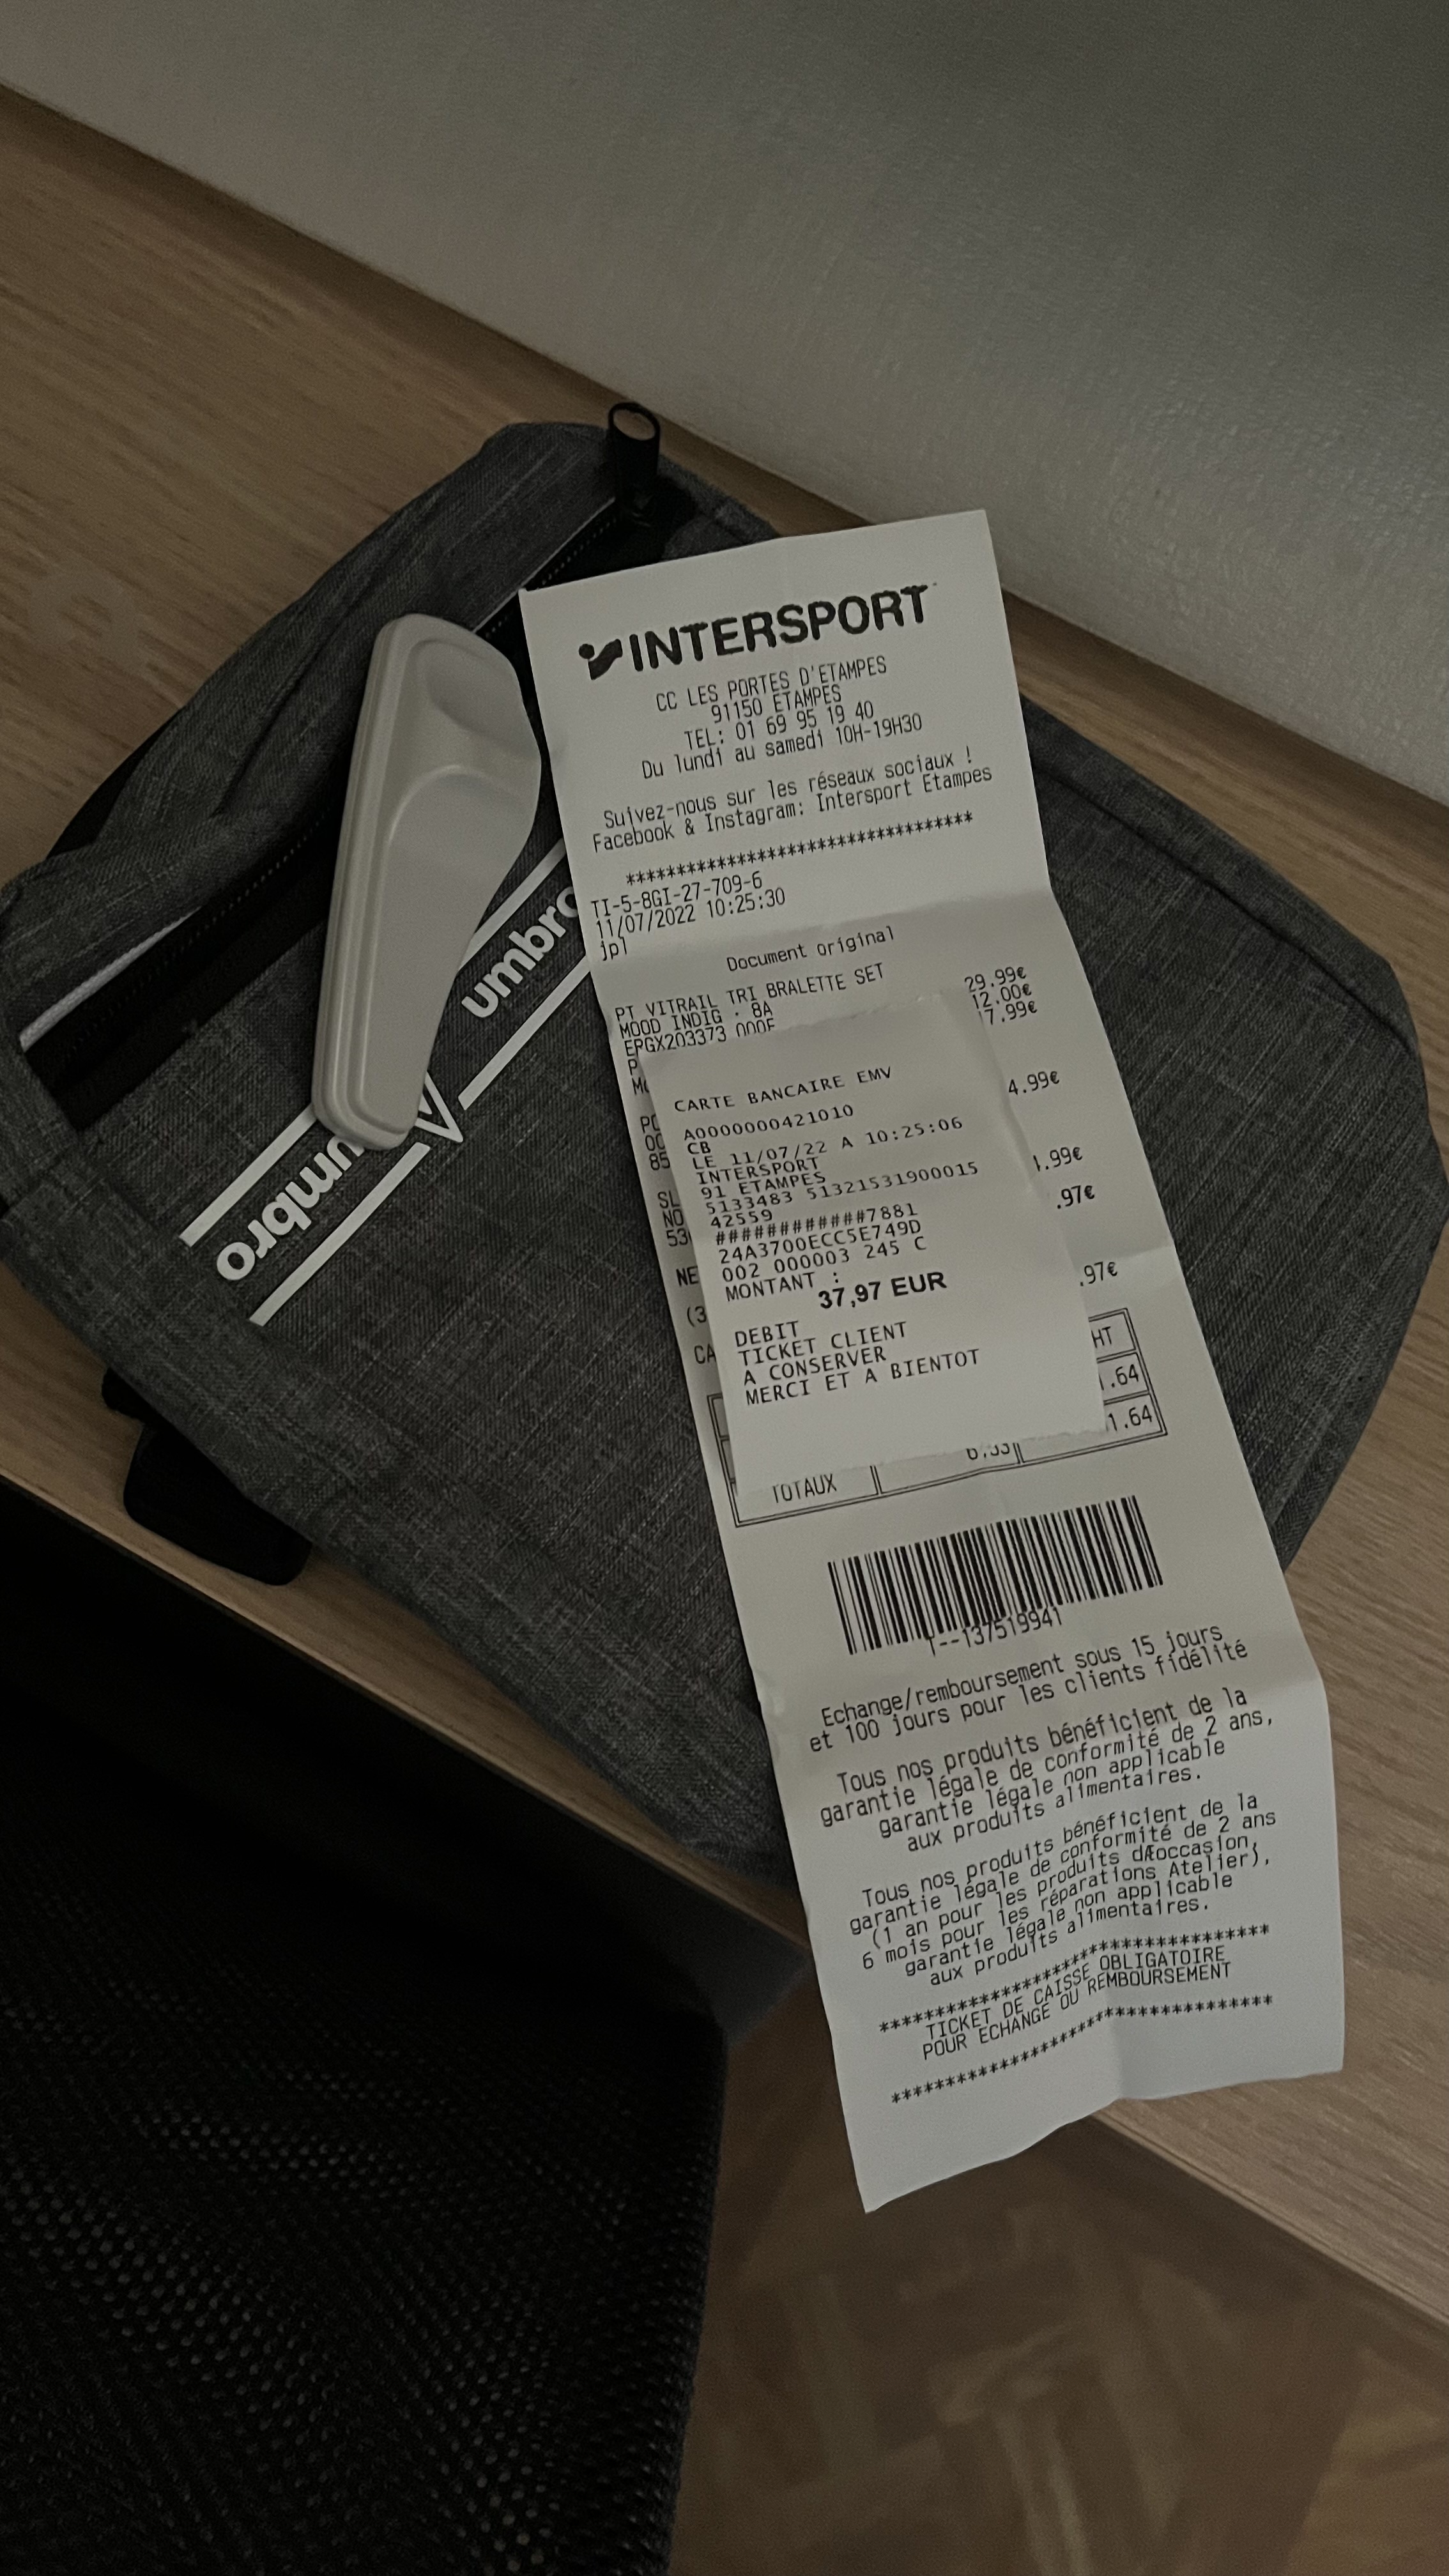 INTERSPORT
CC LES PORTES D'ETAMPES
91150 ETAMPES
TEL: 01 69 95 19 40
Du lundi au samedi 10H-19H30
Suivez-nous sur les réseaux sociaux !
Facebook & Instagram: Intersport Etampes
***********************************
TI-5-8GI-27-709-6
11/07/2022 10:25:30
jpl
Document original
PT VITRAIL TRI BRALETTE SET 29.99€
MOOD INDIG . 8A 12.00€
EPGX203373 17.99€
4.99€
.99€
.97€
NE
(3
.97€
CA
CARTE BANCAIRE EMV
A0000000421010
CB
LE 11/07/22 A 10:25:06
INTERSPORT
91 ETAMPES
5133483 51321531900015
42559
############7881
24A3700ECC5E749D
002 000003 245 C
MONTANT :
37,97 EUR
DEBIT
TICKET CLIENT
A CONSERVER
MERCI ET A BIENTOT
HT
.64
TOTAUX 1.64
137519941
Echange/remboursement sous 15 jours
et 100 jours pour les clients fidélité
Tous nos produits bénéficient de la
garantie légale de conformité de 2 ans,
garantie légale non applicable
aux produits alimentaires.
Tous nos produits bénéficient de la
garantie légale de conformité de 2 ans
(1 an pour les produits dÆoccasion,
6 mois pour les réparations Atelier),
garantie légale non applicable
aux produits alimentaires.
***********************************
TICKET DE CAISSE OBLIGATOIRE
POUR ECHANGE OU REMBOURSEMENT
***********************************
umbro
umbro